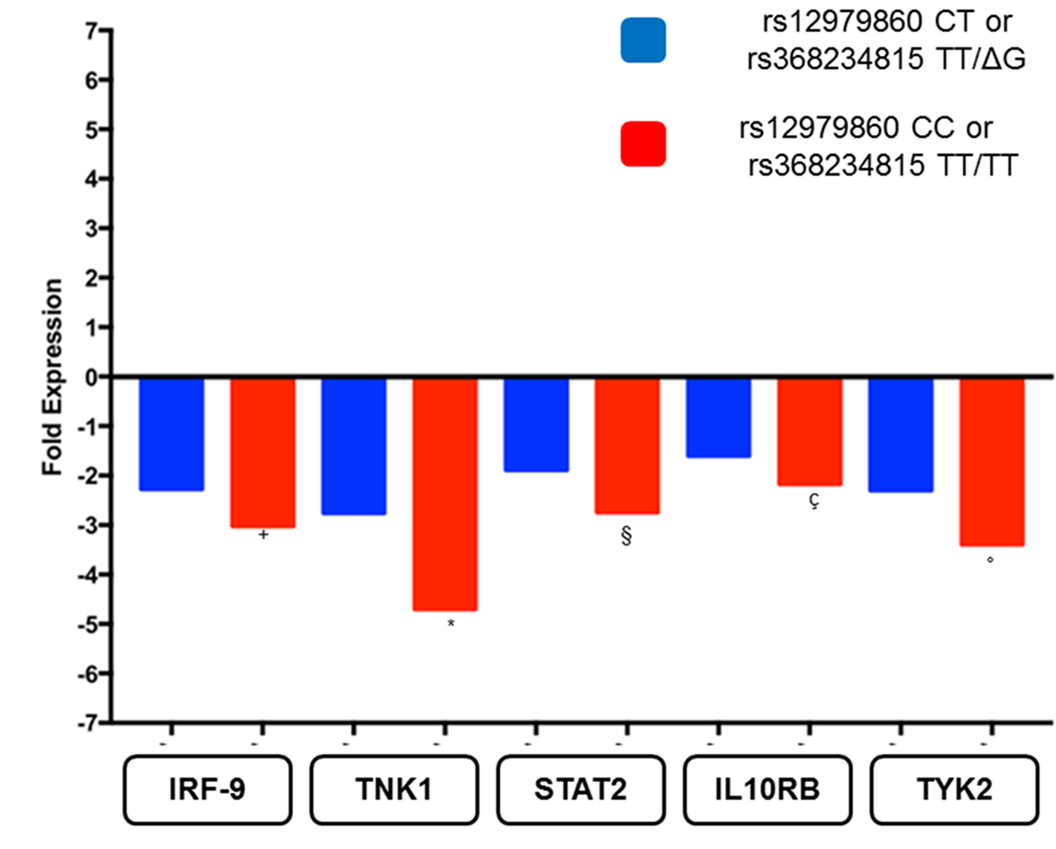 rs12979860 CT or
rs368234815 TT/ΔG
rs12979860 CC or
rs368234815 TT/TT
Fold Expression
7
6
5
4
3
2
1
0
-1
-2
-3
-4
-5
-6
-7
+
*
§
ç
°
IRF-9
TNK1
STAT2
IL10RB
TYK2